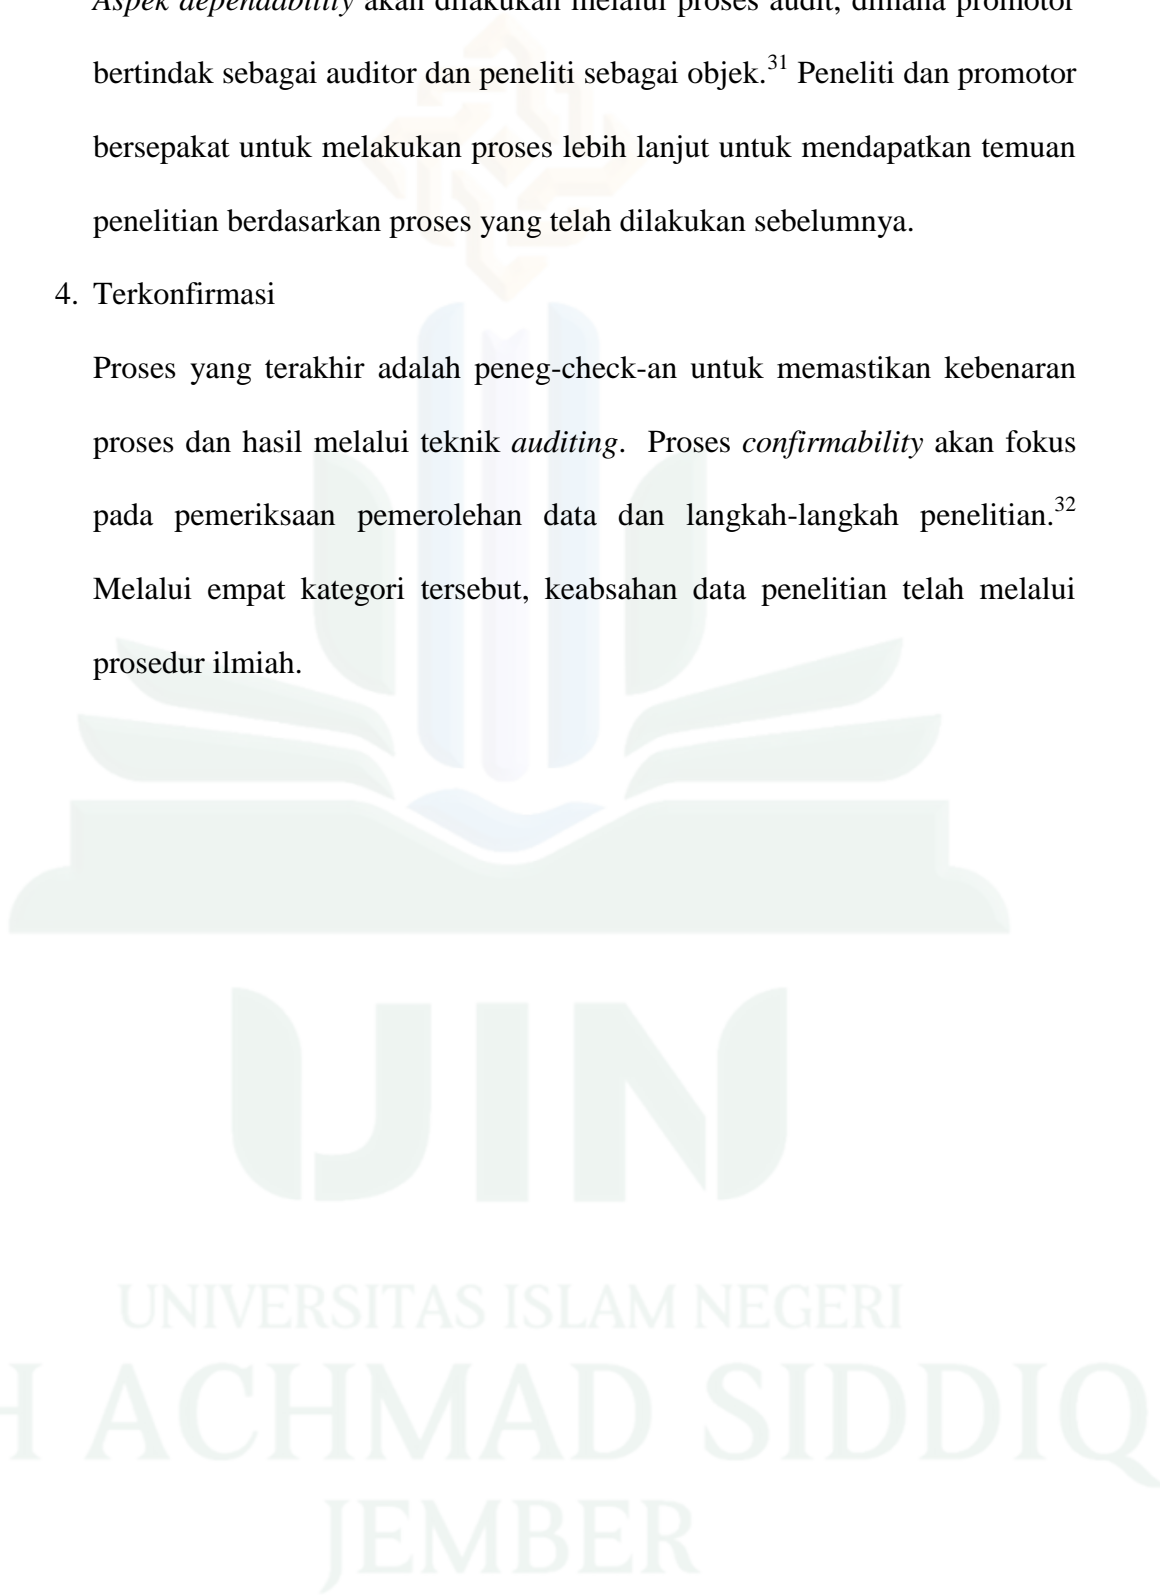 Aspek dependability akan dilakukan melalui proses audit, dimana promotor
bertindak sebagai auditor dan peneliti sebagai objek.31 Peneliti dan promotor
bersepakat untuk melakukan proses lebih lanjut untuk mendapatkan temuan
penelitian berdasarkan proses yang telah dilakukan sebelumnya.
4. Terkonfirmasi
Proses yang terakhir adalah peneg-check-an untuk memastikan kebenaran
proses dan hasil melalui teknik auditing. Proses confirmability akan fokus
pada pemeriksaan pemerolehan data dan langkah-langkah penelitian.32
Melalui empat kategori tersebut, keabsahan data penelitian telah melalui
prosedur ilmiah.
UIN
UNIVERSITAS ISLAM NEGERI
H ACHMAD SIDDIQ
JEMBER